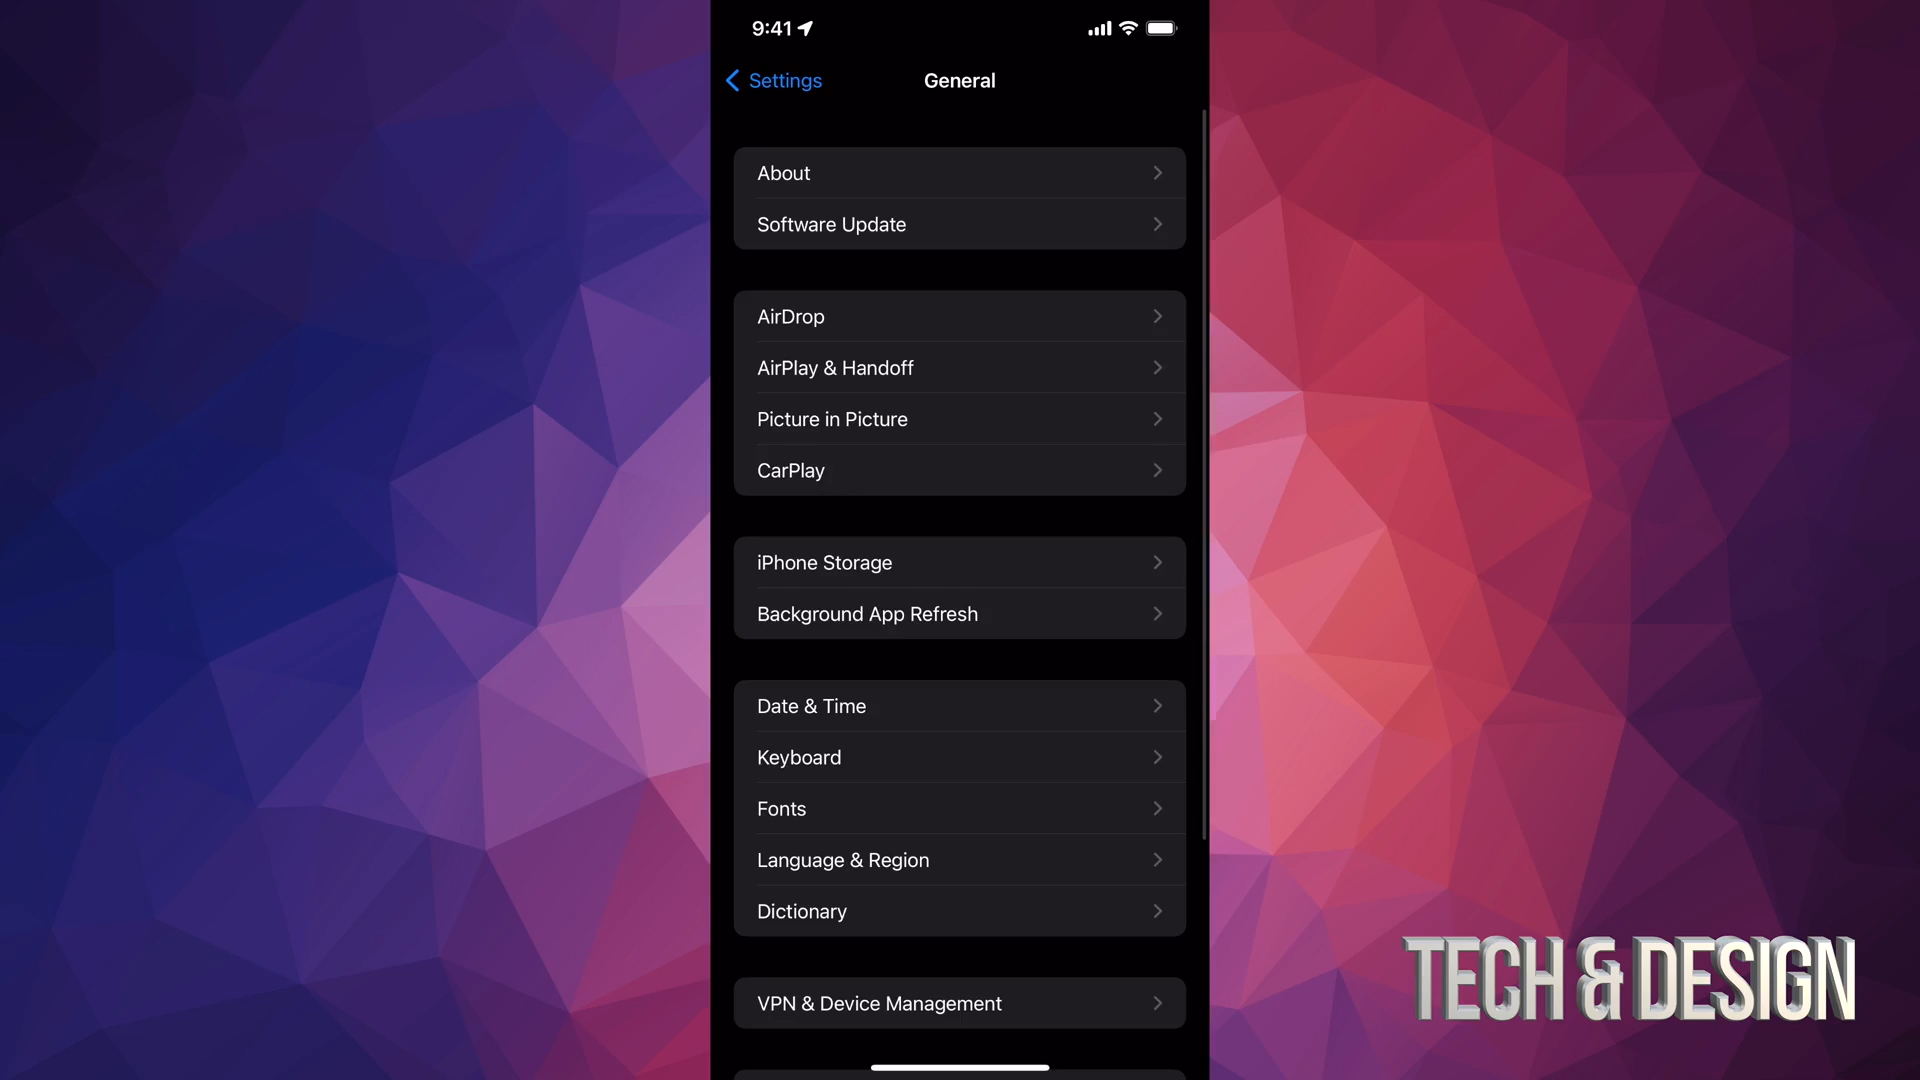 9:41
Settings
General
About
Software Update
AirDrop
AirPlay & Handoff
Picture in Picture
CarPlay
iPhone Storage
Background App Refresh
Date & Time
Keyboard
Fonts
Language & Region
Dictionary
VPN & Device Management
TECH & DESIGN